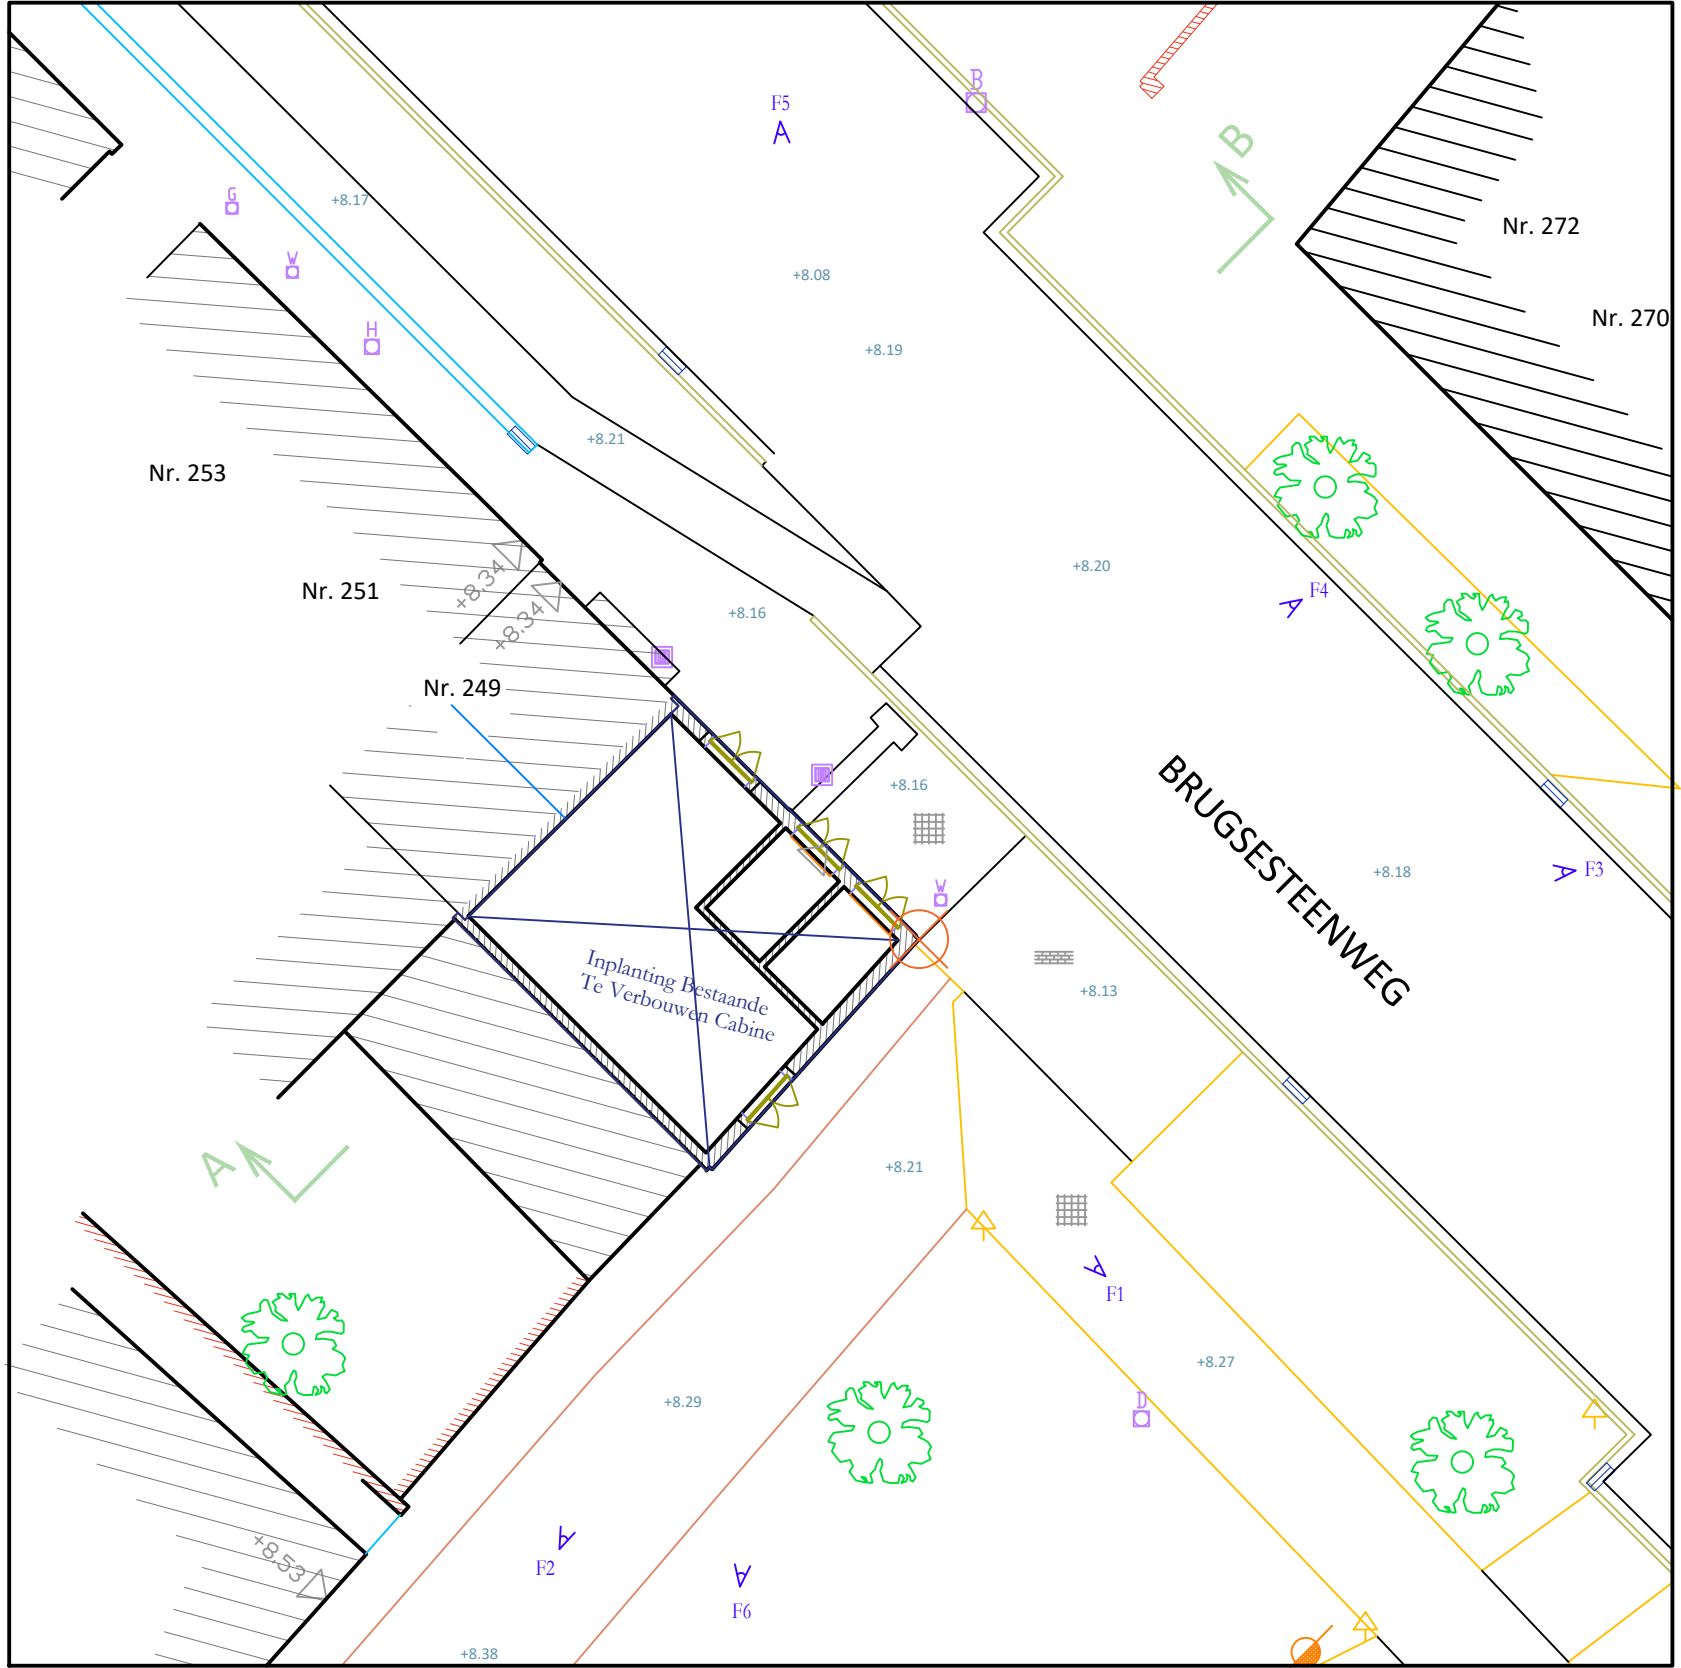 B
F5
B
G
+8.17
Nr. 272
W
+8.08
Nr. 270
H
+8.19
+8.21
Nr. 253
+8.34
+8.20
Nr. 251
F4
+8.34
+8.16
Nr. 249
+8.16
BRUGSESTEENWEG
+8.18
F3
W
Inplanting Bestaande
Te Verbouwen Cabine
+8.13
A
+8.21
F1
+8.27
+8.29
D
+8.53
F2
F6
+8.38